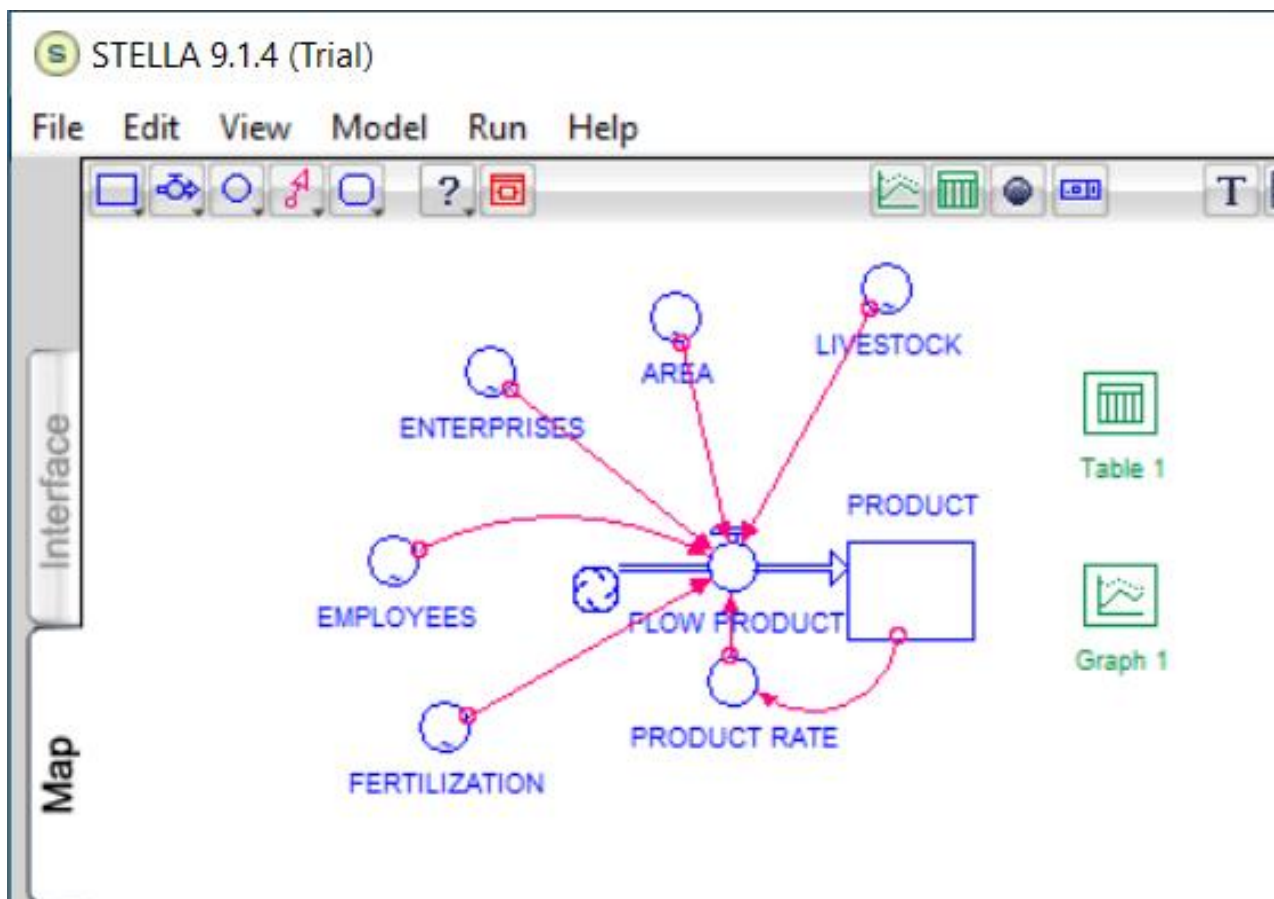 STELLA 9.1.4 (Trial)
File Edit View Model Run Help
?
T
Interface
Map
LIVESTOCK
AREA
ENTERPRISES
Table 1
PRODUCT
EMPLOYEES
FLOW PRODUCT
Graph 1
PRODUCT RATE
FERTILIZATION